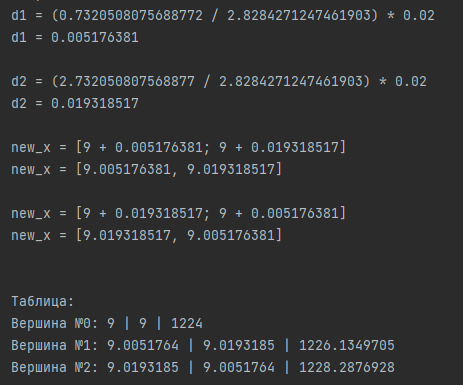 d1 = (0.7320508075688772 / 2.8284271247461903) * 0.02
d1 = 0.005176381
d2 = (2.732050807568877 / 2.8284271247461903) * 0.02
d2 = 0.019318517
new_x = [9 + 0.005176381; 9 + 0.019318517]
new_x = [9.005176381, 9.019318517]
new_x = [9 + 0.019318517; 9 + 0.005176381]
new_x = [9.019318517, 9.005176381]
Таблица:
Вершина №0: 9 | 9 | 1224
Вершина №1: 9.0051764 | 9.0193185 | 1226.1349705
Вершина №2: 9.0193185 | 9.0051764 | 1228.2876928